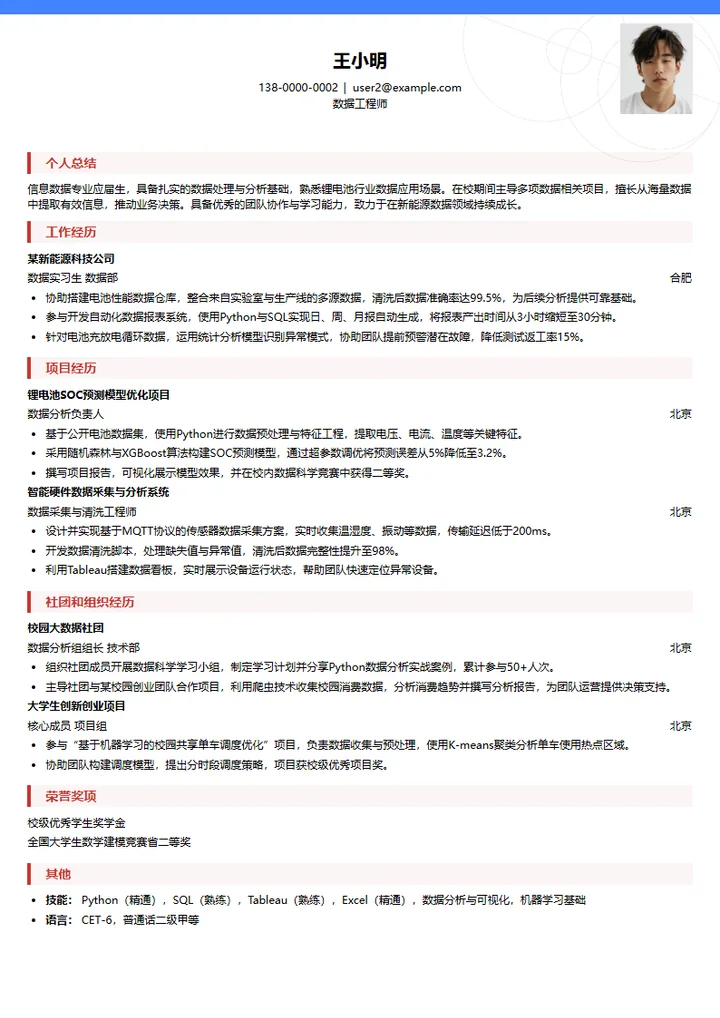 王小明
138-0000-0002 | user2@example.com
数据工程师
个人总结
信息数据专业应届生，具备扎实的数据处理与分析基础，熟悉锂电池行业数据应用场景。在校期间主导多项数据相关项目，擅长从海量数据
中提取有效信息，推动业务决策。具备优秀的团队协作与学习能力，致力于在新能源数据领域持续成长。
工作经历
某新能源科技公司
数据实习生 数据部 合肥
• 协助搭建电池性能数据仓库，整合来自实验室与生产线的多源数据，清洗后数据准确率达99.5%，为后续分析提供可靠基础。
• 参与开发自动化数据报表系统，使用Python与SQL实现日、周、月报自动生成，将报表产出时间从3小时缩短至30分钟。
• 针对电池充放电循环数据，运用统计分析模型识别异常模式，协助团队提前预警潜在故障，降低测试返工率15%。
项目经历
锂电池SOC预测模型优化项目
数据分析负责人 北京
• 基于公开电池数据集，使用Python进行数据预处理与特征工程，提取电压、电流、温度等关键特征。
• 采用随机森林与XGBoost算法构建SOC预测模型，通过超参数调优将预测误差从5%降低至3.2%。
• 撰写项目报告，可视化展示模型效果，并在校内数据科学竞赛中获得二等奖。
智能硬件数据采集与分析系统
数据采集与清洗工程师 北京
• 设计并实现基于MQTT协议的传感器数据采集方案，实时收集温湿度、振动等数据，传输延迟低于200ms。
• 开发数据清洗脚本，处理缺失值与异常值，清洗后数据完整性提升至98%。
• 利用Tableau搭建数据看板，实时展示设备运行状态，帮助团队快速定位异常设备。
社团和组织经历
校园大数据社团
数据分析组组长 技术部 北京
• 组织社团成员开展数据科学学习小组，制定学习计划并分享Python数据分析实战案例，累计参与50+人次。
• 主导社团与某校园创业团队合作项目，利用爬虫技术收集校园消费数据，分析消费趋势并撰写分析报告，为团队运营提供决策支持。
大学生创新创业项目
核心成员 项目组 北京
• 参与“基于机器学习的校园共享单车调度优化”项目，负责数据收集与预处理，使用K-means聚类分析单车使用热点区域。
• 协助团队构建调度模型，提出分时段调度策略，项目获校级优秀项目奖。
荣誉奖项
校级优秀学生奖学金
全国大学生数学建模竞赛省二等奖
其他
• 技能： Python（精通）, SQL（熟练）, Tableau（熟练）, Excel（精通）, 数据分析与可视化，机器学习基础
• 语言： CET-6，普通话二级甲等